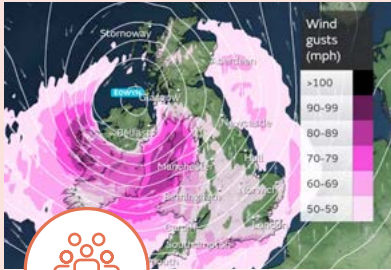 Stornoway
Wind
gusts
(mph)
Aberdeen
>100
EOWYN
Glasgow
90-99
80-89
Newcastle
Belfast
70-79
Manchester
Hull
60-69
Norwich
Birmingham
50-59
Cardiff
London
Southampton